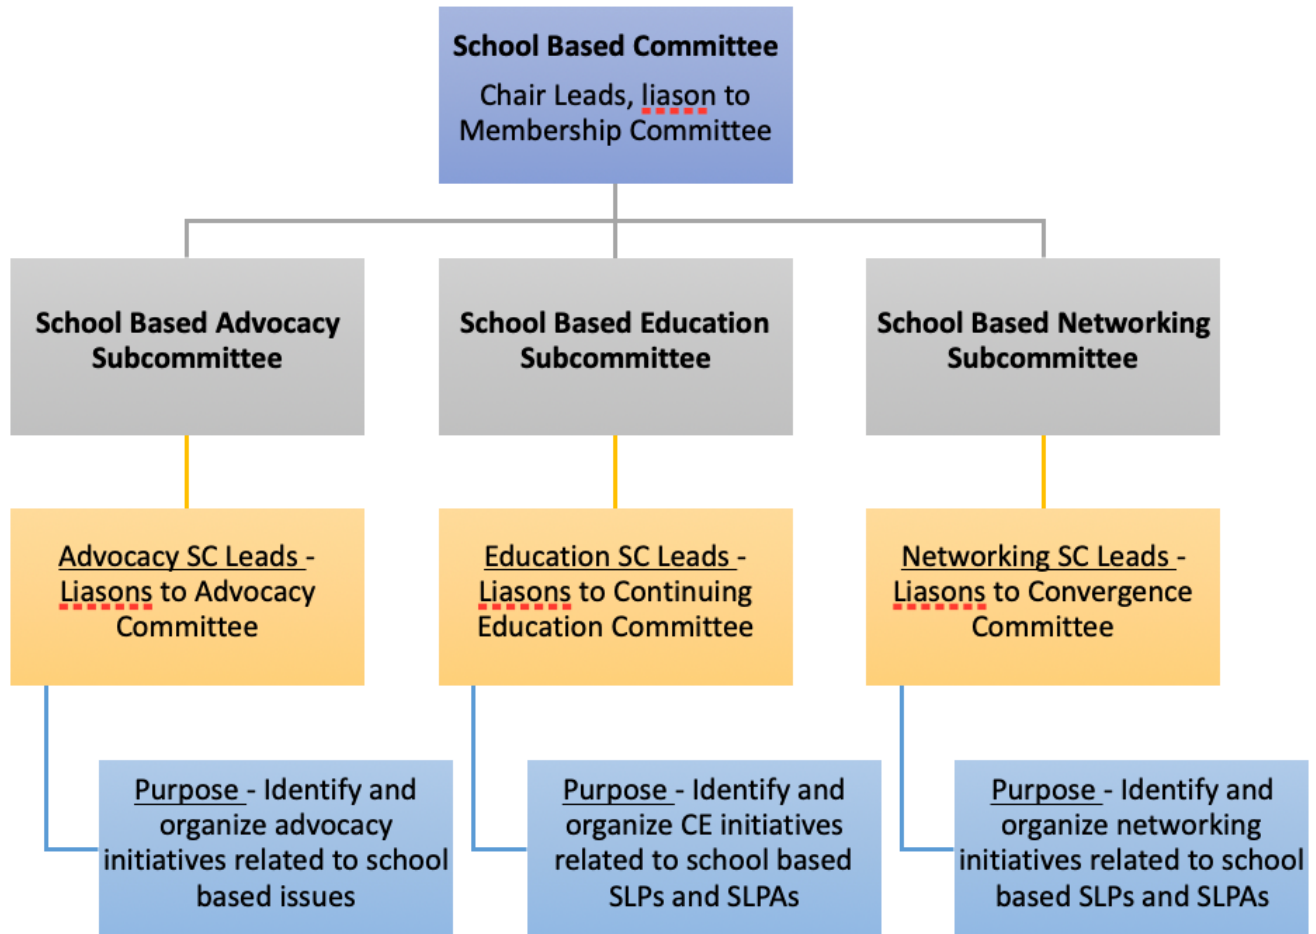 School Based Committee
Chair Leads, liason to
Membership Committee
School Based Advocacy
Subcommittee
School Based Education
Subcommittee
School Based Networking
Subcommittee
Advocacy SC Leads -
Liasons to Advocacy
Committee
Education SC Leads -
Liasons to Continuing
Education Committee
Networking SC Leads -
Liasons to Convergence
Committee
Purpose - Identify and
organize advocacy
initiatives related to school
based issues
Purpose - Identify and
organize CE initiatives
related to school based
SLPs and SLPAs
Purpose - Identify and
organize networking
initiatives related to school
based SLPs and SLPAs